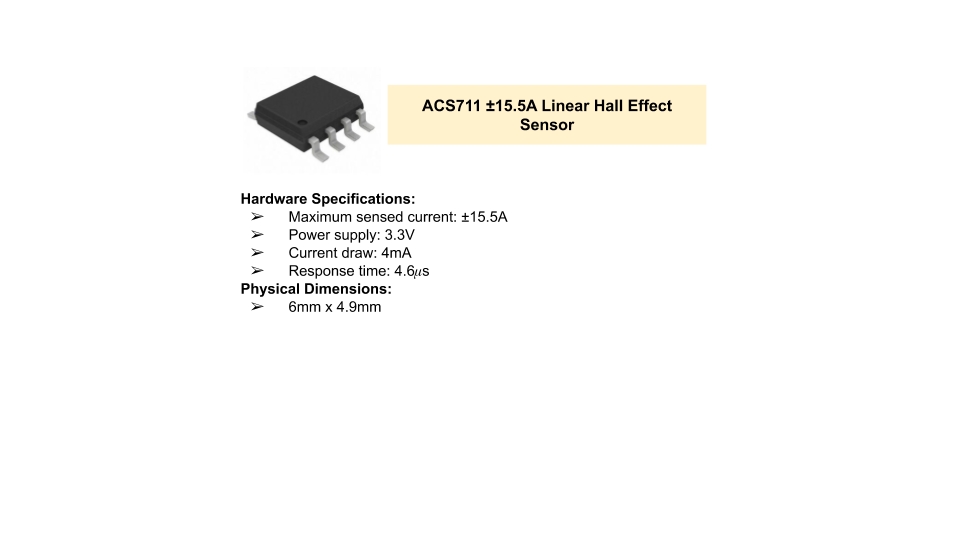 ACS711 ±15.5A Linear Hall Effect
Sensor
Hardware Specifications:
➢ Maximum sensed current: ±15.5A
➢ Power supply: 3.3V
➢ Current draw: 4mA
➢ Response time: 4.6𝜇s
Physical Dimensions:
➢ 6mm x 4.9mm